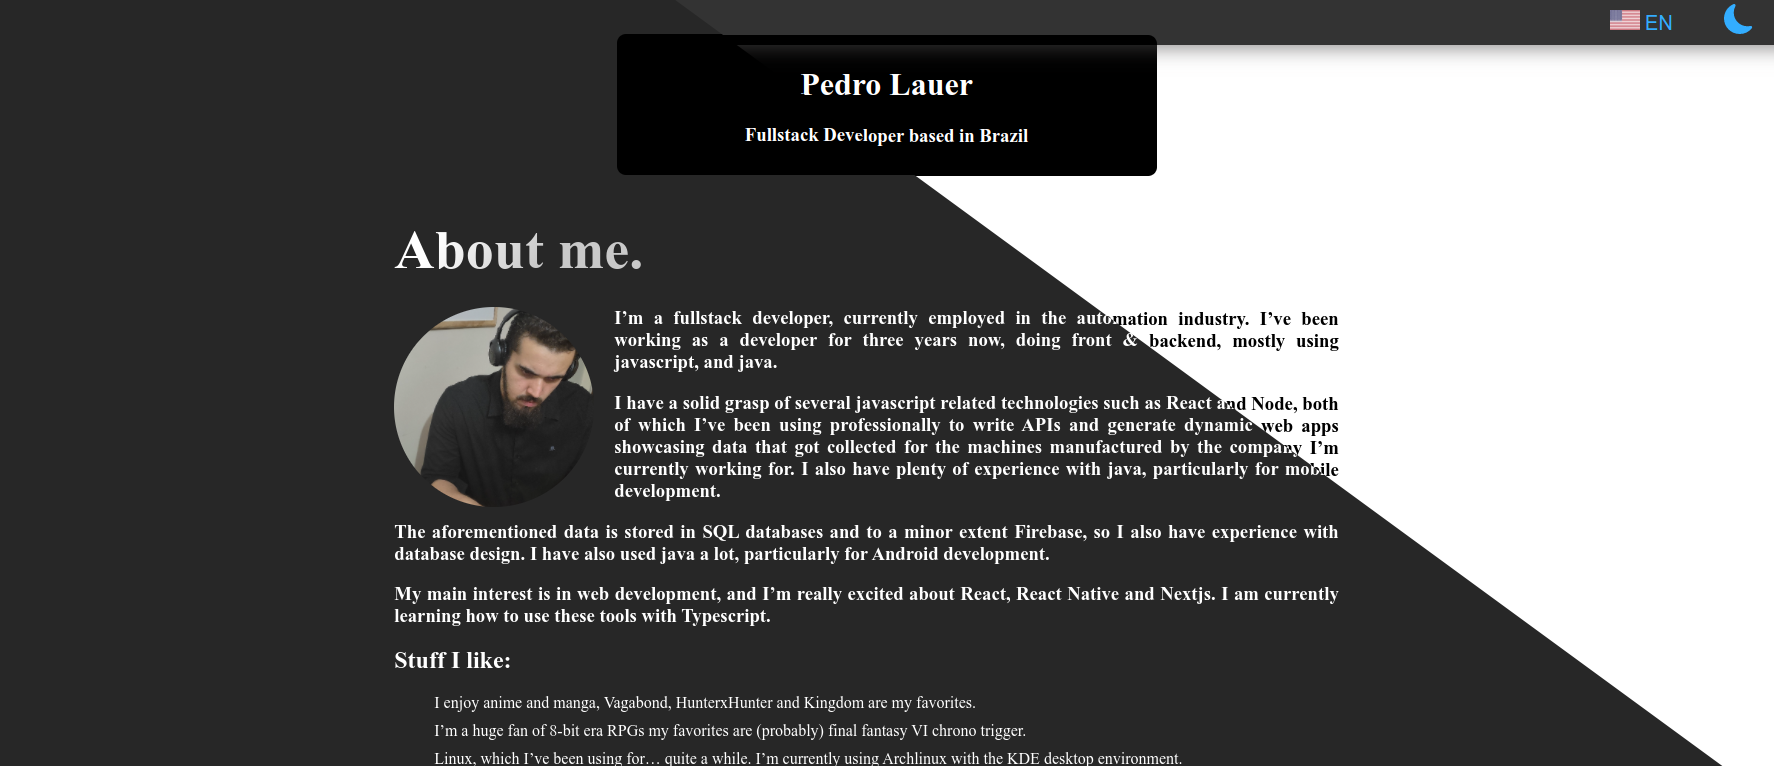 EN
Pedro Lauer
Fullstack Developer based in Brazil
About me.
I’m a fullstack developer, currently employed in the automation industry. I’ve been
working as a developer for three years now, doing front & backend, mostly using
javascript, and java.
I have a solid grasp of several javascript related technologies such as React and Node, both
of which I’ve been using professionally to write APIs and generate dynamic web apps
showcasing data that got collected for the machines manufactured by the company I’m
currently working for. I also have plenty of experience with java, particularly for mobile
development.
The aforementioned data is stored in SQL databases and to a minor extent Firebase, so I also have experience with
database design. I have also used java a lot, particularly for Android development.
My main interest is in web development, and I’m really excited about React, React Native and Nextjs. I am currently
learning how to use these tools with Typescript.
Stuff I like:
I enjoy anime and manga, Vagabond, HunterxHunter and Kingdom are my favorites.
I’m a huge fan of 8-bit era RPGs my favorites are (probably) final fantasy VI chrono trigger.
Linux, which I’ve been using for… quite a while. I’m currently using Archlinux with the KDE desktop environment.